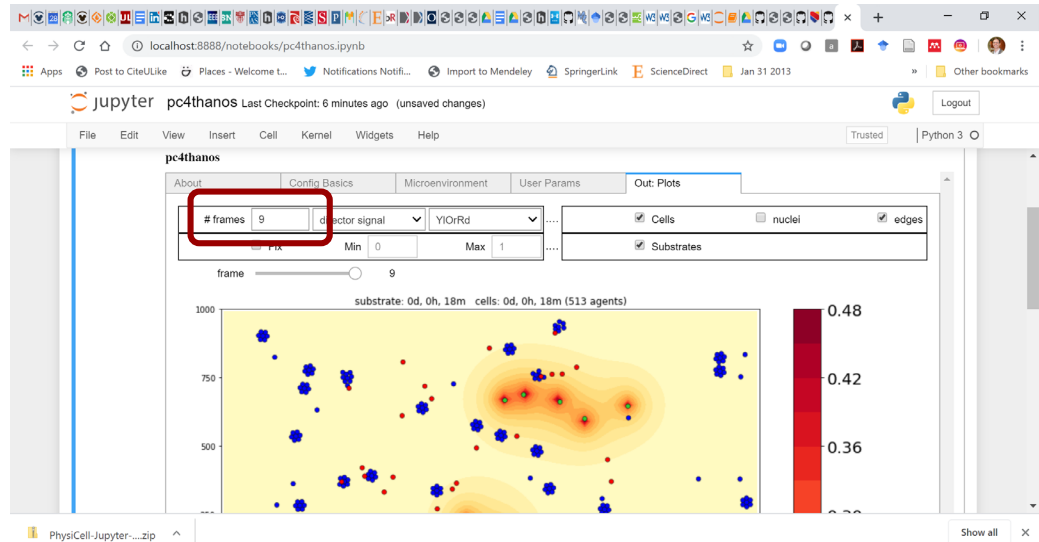 localhost:8888/notebooks/pc4thanos.ipynb
Apps Post to CiteULike Places - Welcome t... Notifications Notifi... Import to Mendeley SpringerLink ScienceDirect Jan 31 2013 » Other bookmarks
jupyter pc4thanos Last Checkpoint: 6 minutes ago (unsaved changes) Logout
File Edit View Insert Cell Kernel Widgets Help Trusted Python 3
pc4thanos
About Config Basics Microenvironment User Params Out: Plots
# frames 9 director signal YlOrRd .... Cells nuclei edges
Fix Min 0 Max 1 .... Substrates
frame 9
substrate: 0d, 0h, 18m cells: 0d, 0h, 18m (513 agents)
1000
0.48
750
0.42
500
0.36
PhysiCell-Jupyter-....zip Show all